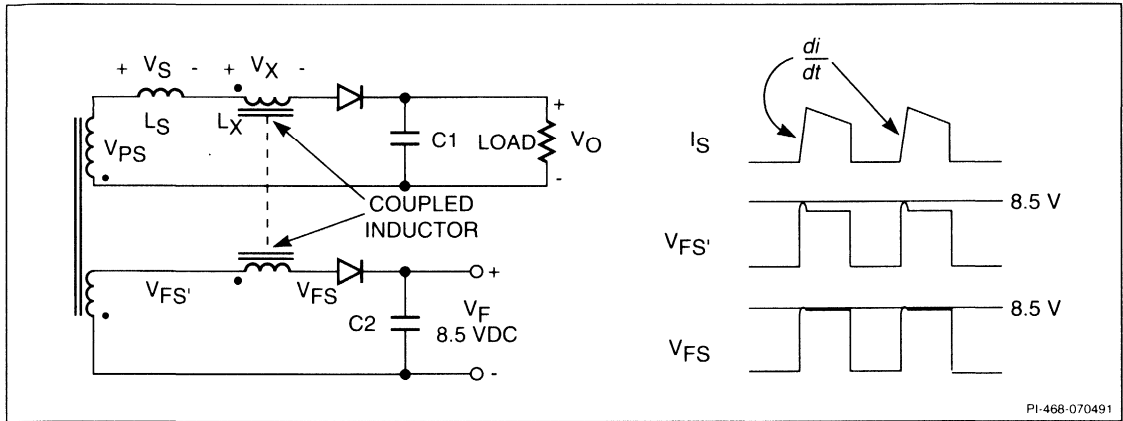 + VS - + VX -
LS LX
VPS
C1 LOAD + VO -
COUPLED
INDUCTOR
VFS' VFS
C2
+
VF
8.5 VDC
-
di
dt
IS
8.5 V
VFS'
8.5 V
VFS
PI-468-070491